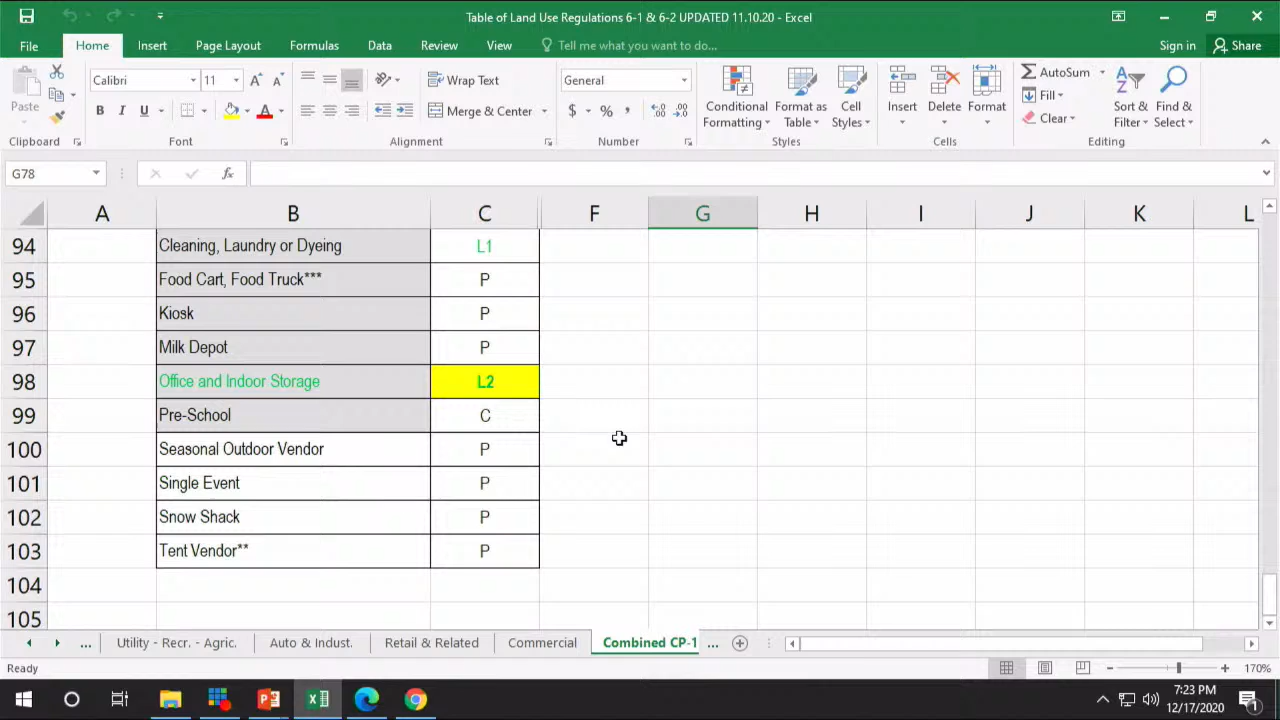 Table of Land Use Regulations 6-1 & 6-2 UPDATED 11.10.20 - Excel
File Home Insert Page Layout Formulas Data Review View Tell me what you want to do... Sign in Share
Calibri 11 Wrap Text General
Paste B I U Merge & Center $ % , Conditional Formatting Format as Table Cell Styles Insert Delete Format AutoSum Fill Clear Sort & Filter Find & Select
Clipboard Font Alignment Number Styles Cells Editing
G78 fx
A B C F G H I J K L
94 Cleaning, Laundry or Dyeing L1
95 Food Cart, Food Truck*** P
96 Kiosk P
97 Milk Depot P
98 Office and Indoor Storage L2
99 Pre-School C
100 Seasonal Outdoor Vendor P
101 Single Event P
102 Snow Shack P
103 Tent Vendor** P
104
105
... Utility - Recr. - Agric. Auto & Indust. Retail & Related Commercial Combined CP-1 ...
Ready 170%
7:23 PM
12/17/2020